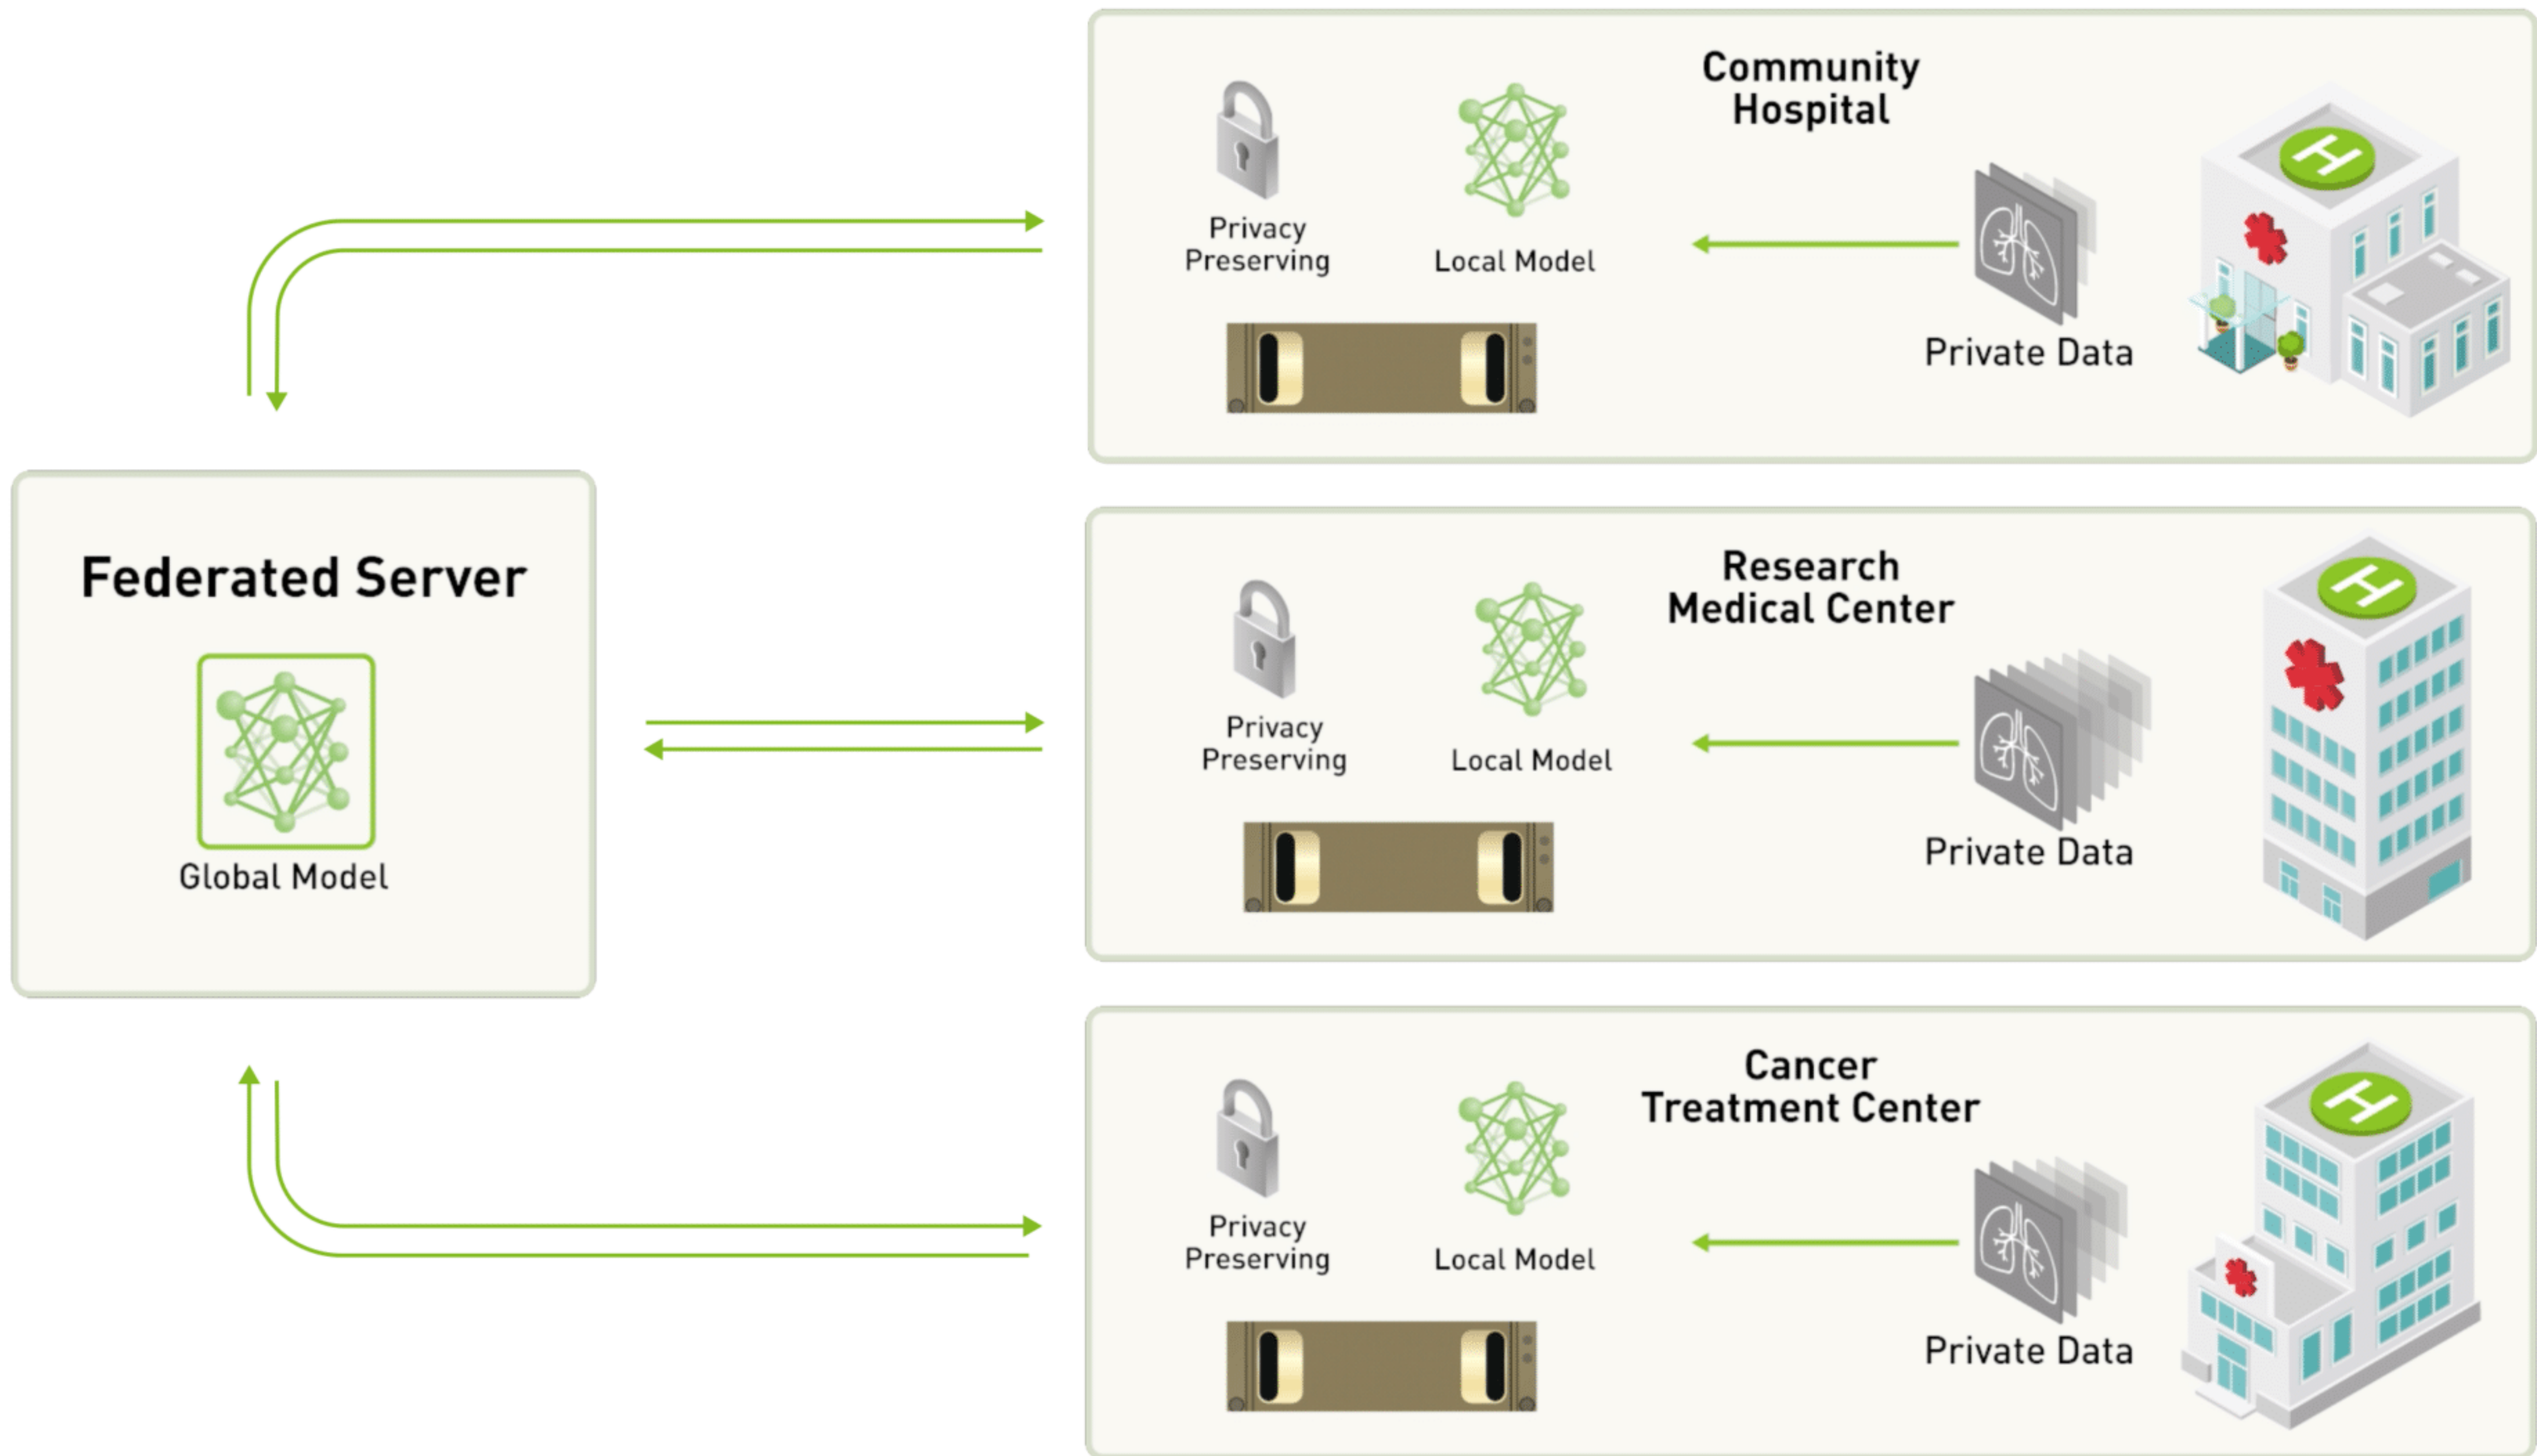 Federated Server
Global Model
Community
Hospital
Privacy
Preserving
Local Model
Private Data
Research
Medical Center
Privacy
Preserving
Local Model
Private Data
Cancer
Treatment Center
Privacy
Preserving
Local Model
Private Data
H
H
H